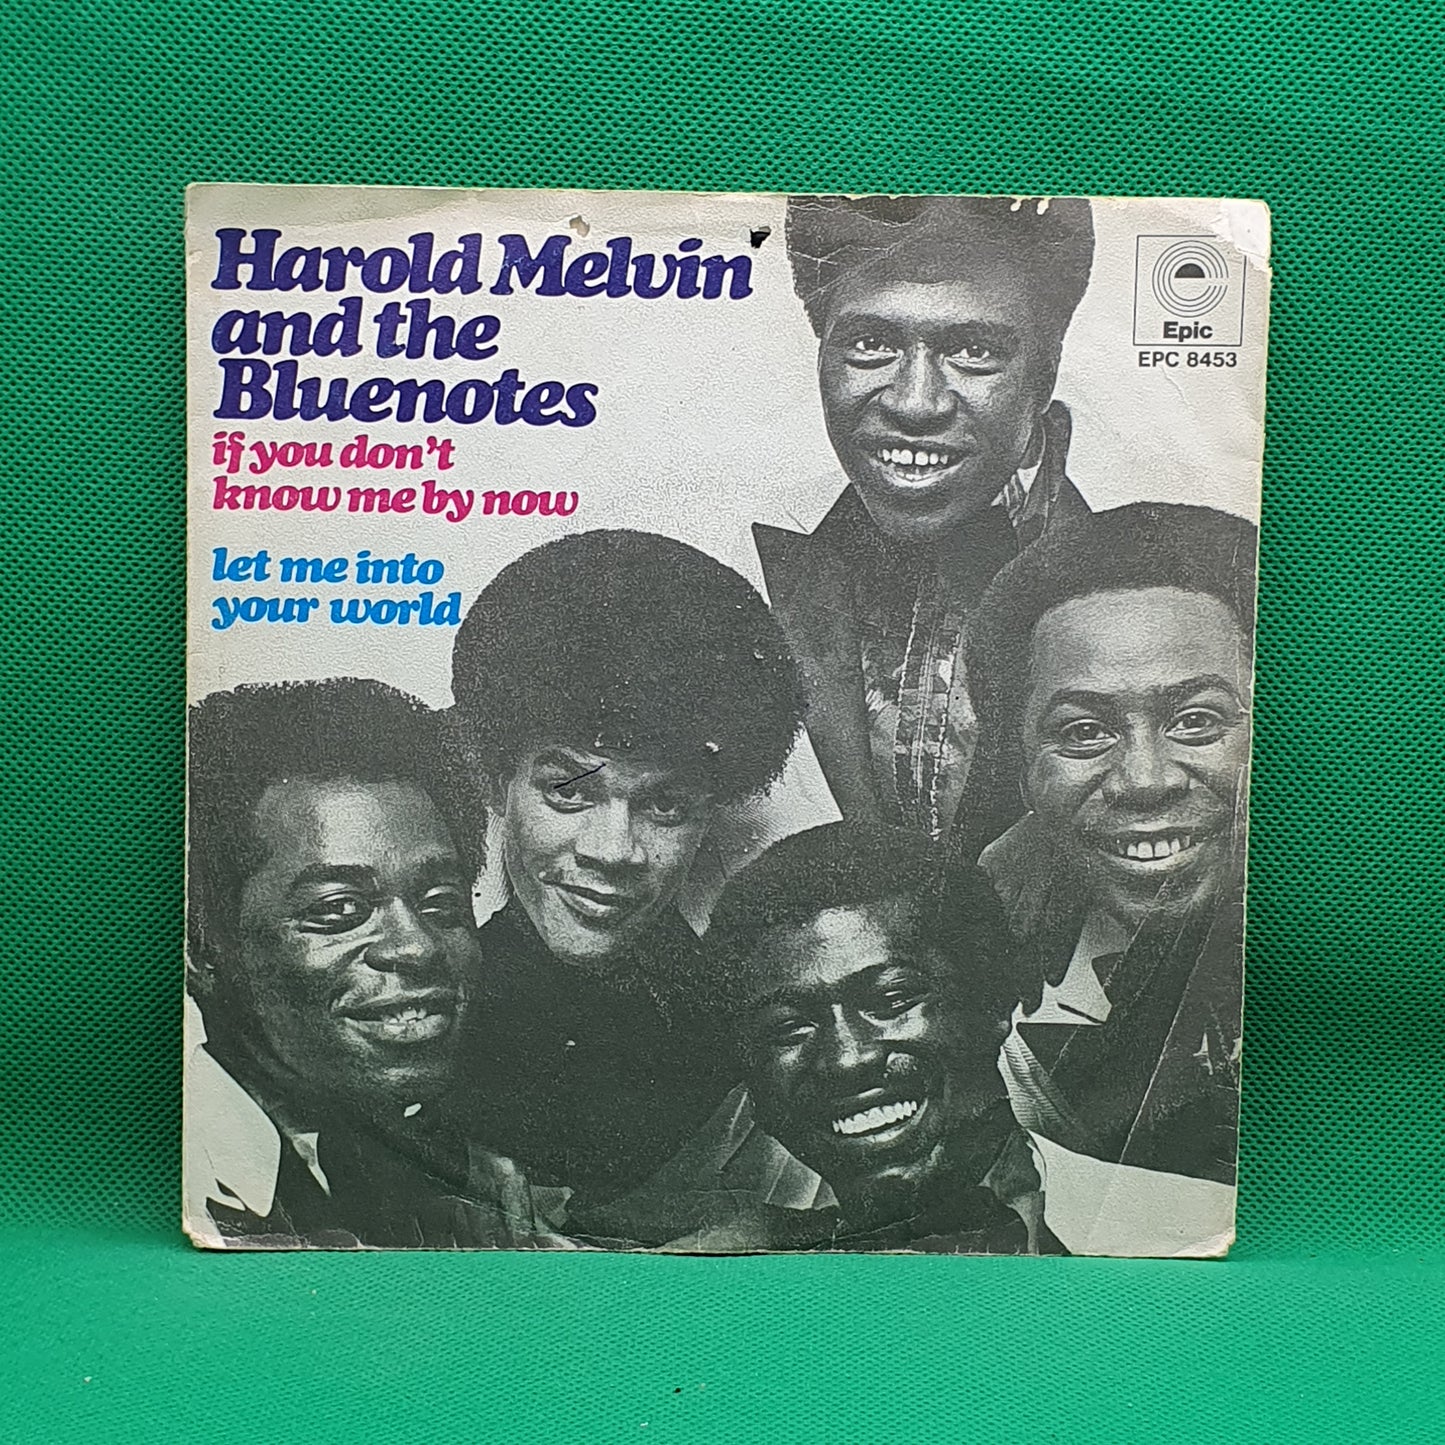 Harold Melvin
and the
Bluenotes
if you don't
know me by now
let me into
your world
e
Epic
EPC 8453